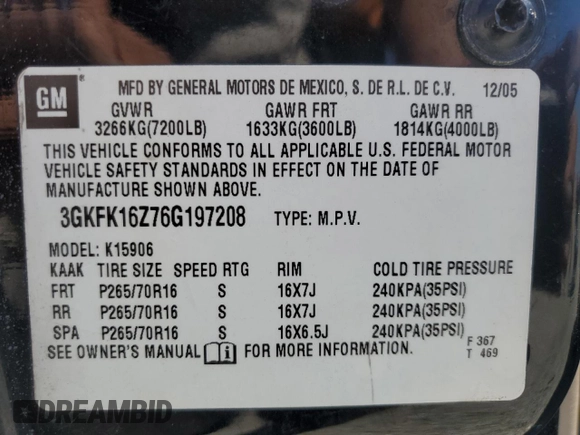 GM
MFD BY GENERAL MOTORS DE MEXICO, S. DE R.L. DE C.V. 12/05
GVWR GAWR FRT GAWR RR
3266KG(7200LB) 1633KG(3600LB) 1814KG(4000LB)
THIS VEHICLE CONFORMS TO ALL APPLICABLE U.S. FEDERAL MOTOR
VEHICLE SAFETY STANDARDS IN EFFECT ON THE DATE OF
MANUFACTURE SHOWN ABOVE.
3GKFK16Z76G197208 TYPE: M.P.V.
MODEL: K15906
KAAK TIRE SIZE SPEED RTG RIM COLD TIRE PRESSURE
FRT P265/70R16 S 16X7J 240KPA(35PSI)
RR P265/70R16 S 16X7J 240KPA(35PSI)
SPA P265/70R16 S 16X6.5J 240KPA(35PSI)
SEE OWNER'S MANUAL i FOR MORE INFORMATION.
F 367
T 469
DREAMBID